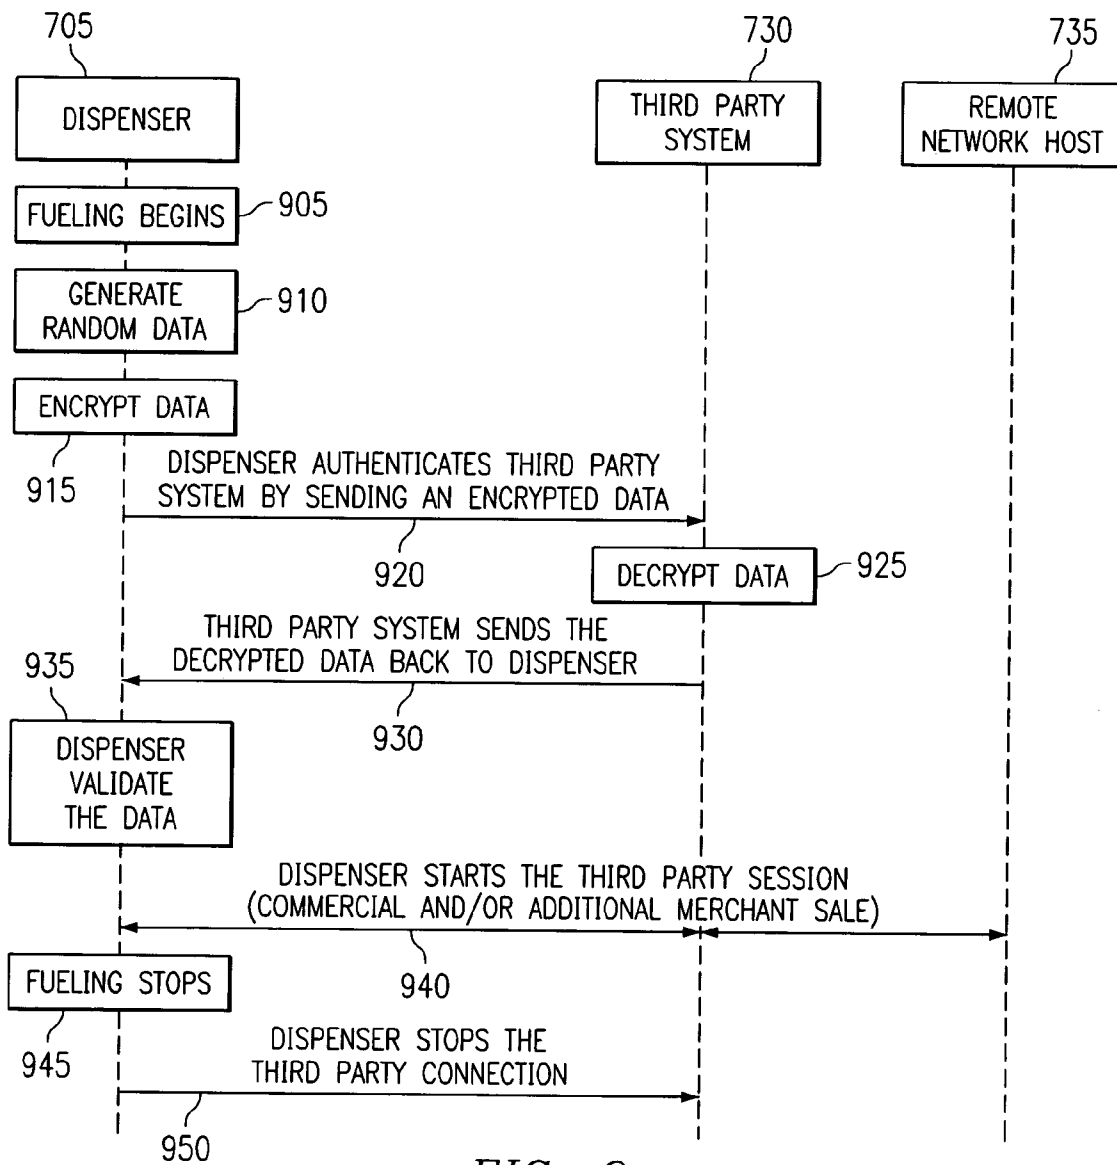 705
730
735
DISPENSER
THIRD PARTY
SYSTEM
REMOTE
NETWORK HOST
FUELING BEGINS
905
GENERATE
RANDOM DATA
910
ENCRYPT DATA
915
DISPENSER AUTHENTICATES THIRD PARTY
SYSTEM BY SENDING AN ENCRYPTED DATA
920
DECRYPT DATA
925
THIRD PARTY SYSTEM SENDS THE
DECRYPTED DATA BACK TO DISPENSER
930
935
DISPENSER
VALIDATE
THE DATA
DISPENSER STARTS THE THIRD PARTY SESSION
(COMMERCIAL AND/OR ADDITIONAL MERCHANT SALE)
940
FUELING STOPS
945
DISPENSER STOPS THE
THIRD PARTY CONNECTION
950